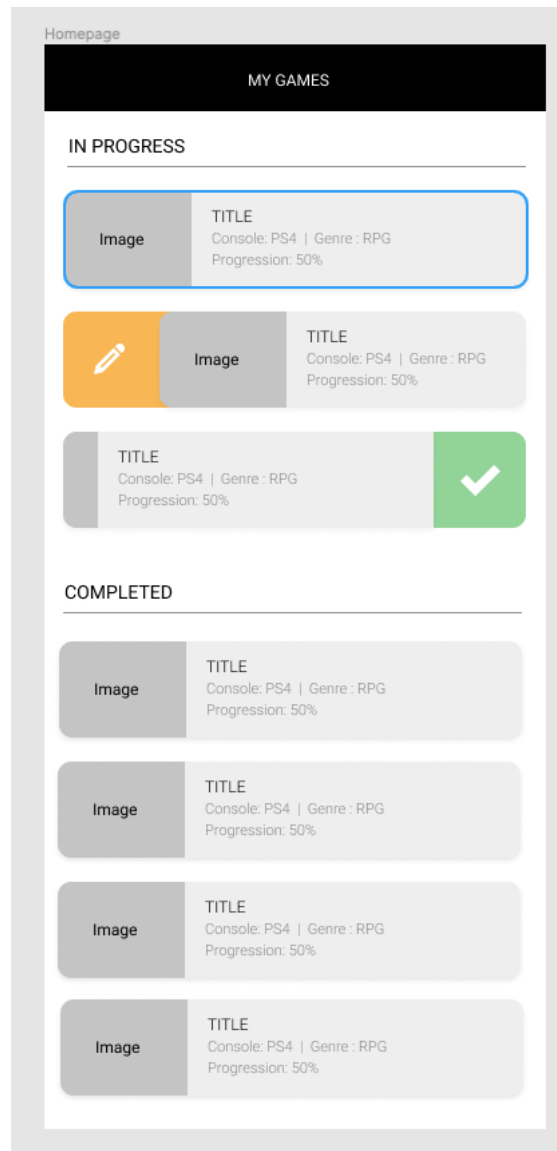 Homepage
MY GAMES
IN PROGRESS
Image
TITLE
Console: PS4 | Genre : RPG
Progression: 50%
Image
TITLE
Console: PS4 | Genre : RPG
Progression: 50%
TITLE
Console: PS4 | Genre : RPG
Progression: 50%
COMPLETED
Image
TITLE
Console: PS4 | Genre : RPG
Progression: 50%
Image
TITLE
Console: PS4 | Genre : RPG
Progression: 50%
Image
TITLE
Console: PS4 | Genre : RPG
Progression: 50%
Image
TITLE
Console: PS4 | Genre : RPG
Progression: 50%